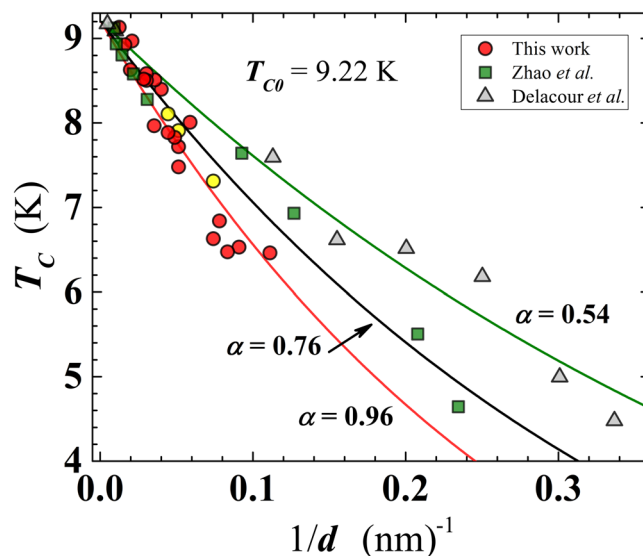 9
8
7
6
5
4
T_C (K)
T_C0 = 9.22 K
This work
Zhao et al.
Delacour et al.
α = 0.54
α = 0.76
α = 0.96
0.0 0.1 0.2 0.3
1/d (nm)⁻¹